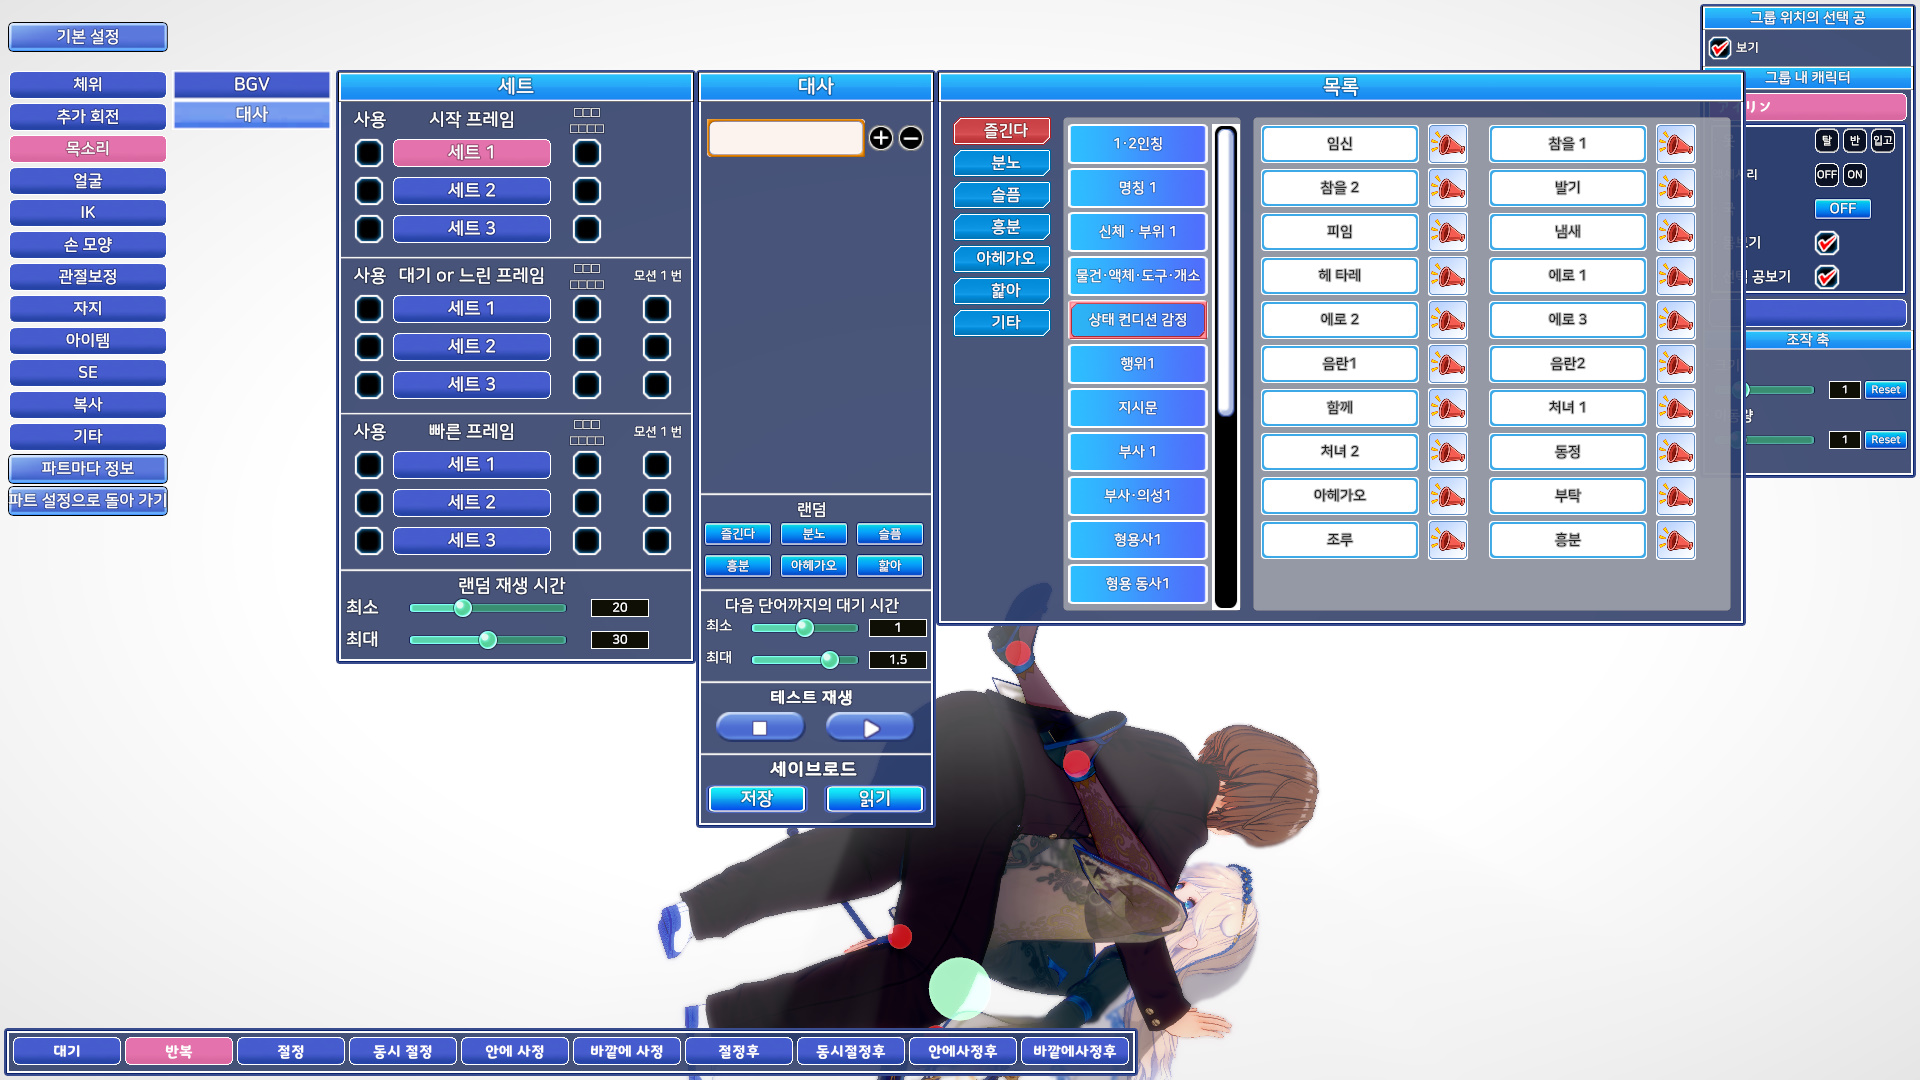 기본 설정
체위
추가 회전
목소리
얼굴
IK
손 모양
관절보정
자지
아이템
SE
복사
기타
파트마다 정보
파트 설정으로 돌아 가기
BGV
대사
세트
사용 시작 프레임
세트 1
세트 2
세트 3
사용 대기 or 느린 프레임 모션 1 번
세트 1
세트 2
세트 3
사용 빠른 프레임 모션 1 번
세트 1
세트 2
세트 3
랜덤 재생 시간
최소 20
최대 30
대사
랜덤
즐긴다 분노 슬픔
흥분 아헤가오 핥아
다음 단어까지의 대기 시간
최소 1
최대 1.5
테스트 재생
세이브로드
저장 읽기
목록
즐긴다
분노
슬픔
흥분
아헤가오
핥아
기타
1·2인칭
명칭 1
신체 · 부위 1
물건·액체·도구·개소
상태 컨디션 감정
행위1
지시문
부사 1
부사·의성1
형용사1
형용 동사1
임신 참을 1
참을 2 발기
피임 냄새
헤 타레 에로 1
에로 2 에로 3
음란1 음란2
함께 처녀 1
처녀 2 동정
아헤가오 부탁
조루 흥분
그룹 위치의 선택 공
보기
그룹 내 캐릭터
リン
탈 반 입고
리 OFF ON
OFF
기
공보기
조작 축
1 Reset
1 Reset
대기 반복 절정 동시 절정 안에 사정 바깥에 사정 절정후 동시절정후 안에사정후 바깥에사정후